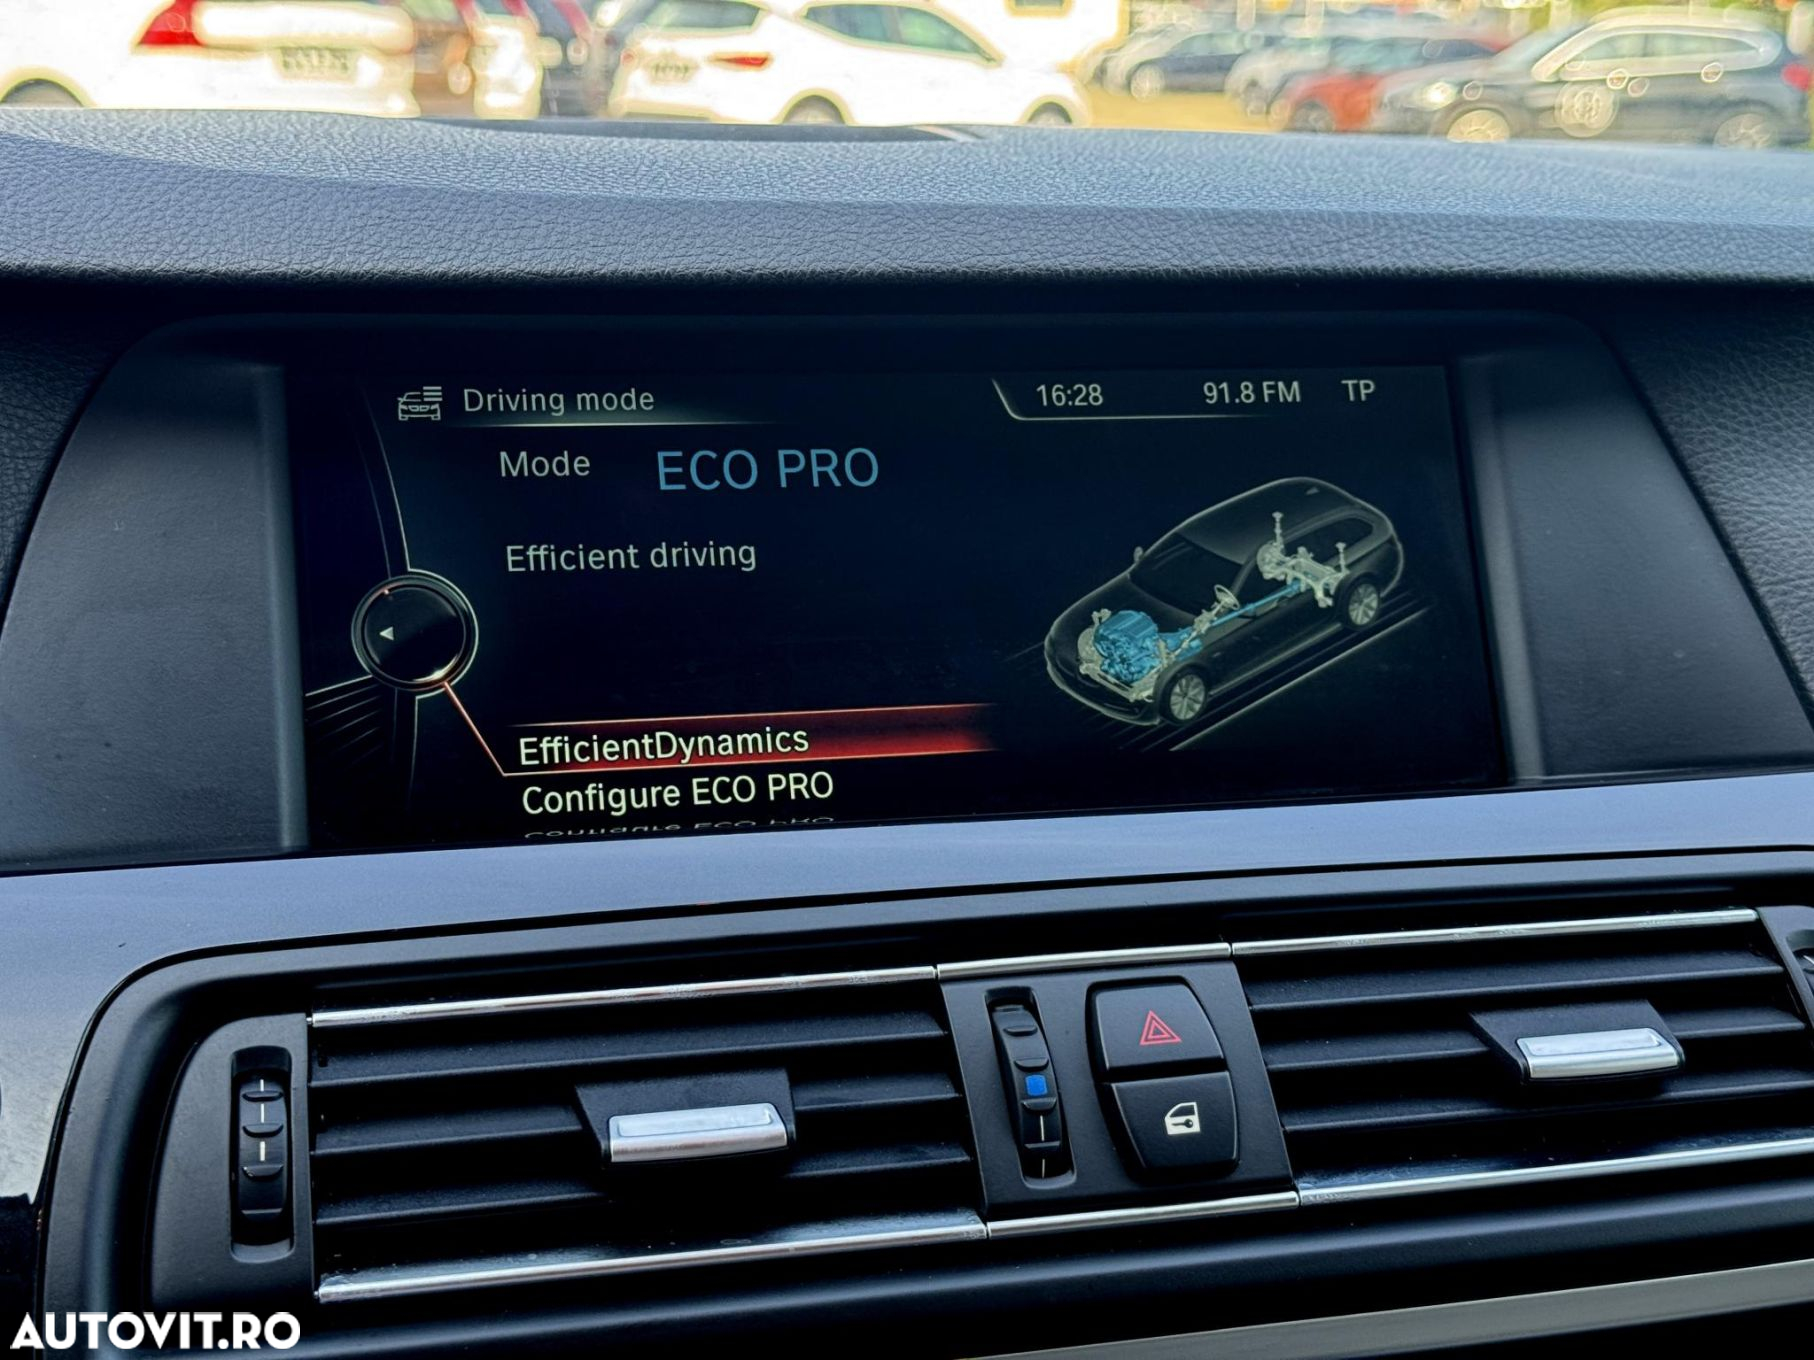 Driving mode
16:28 91.8 FM TP
Mode ECO PRO
Efficient driving
EfficientDynamics
Configure ECO PRO
AUTOVIT.RO